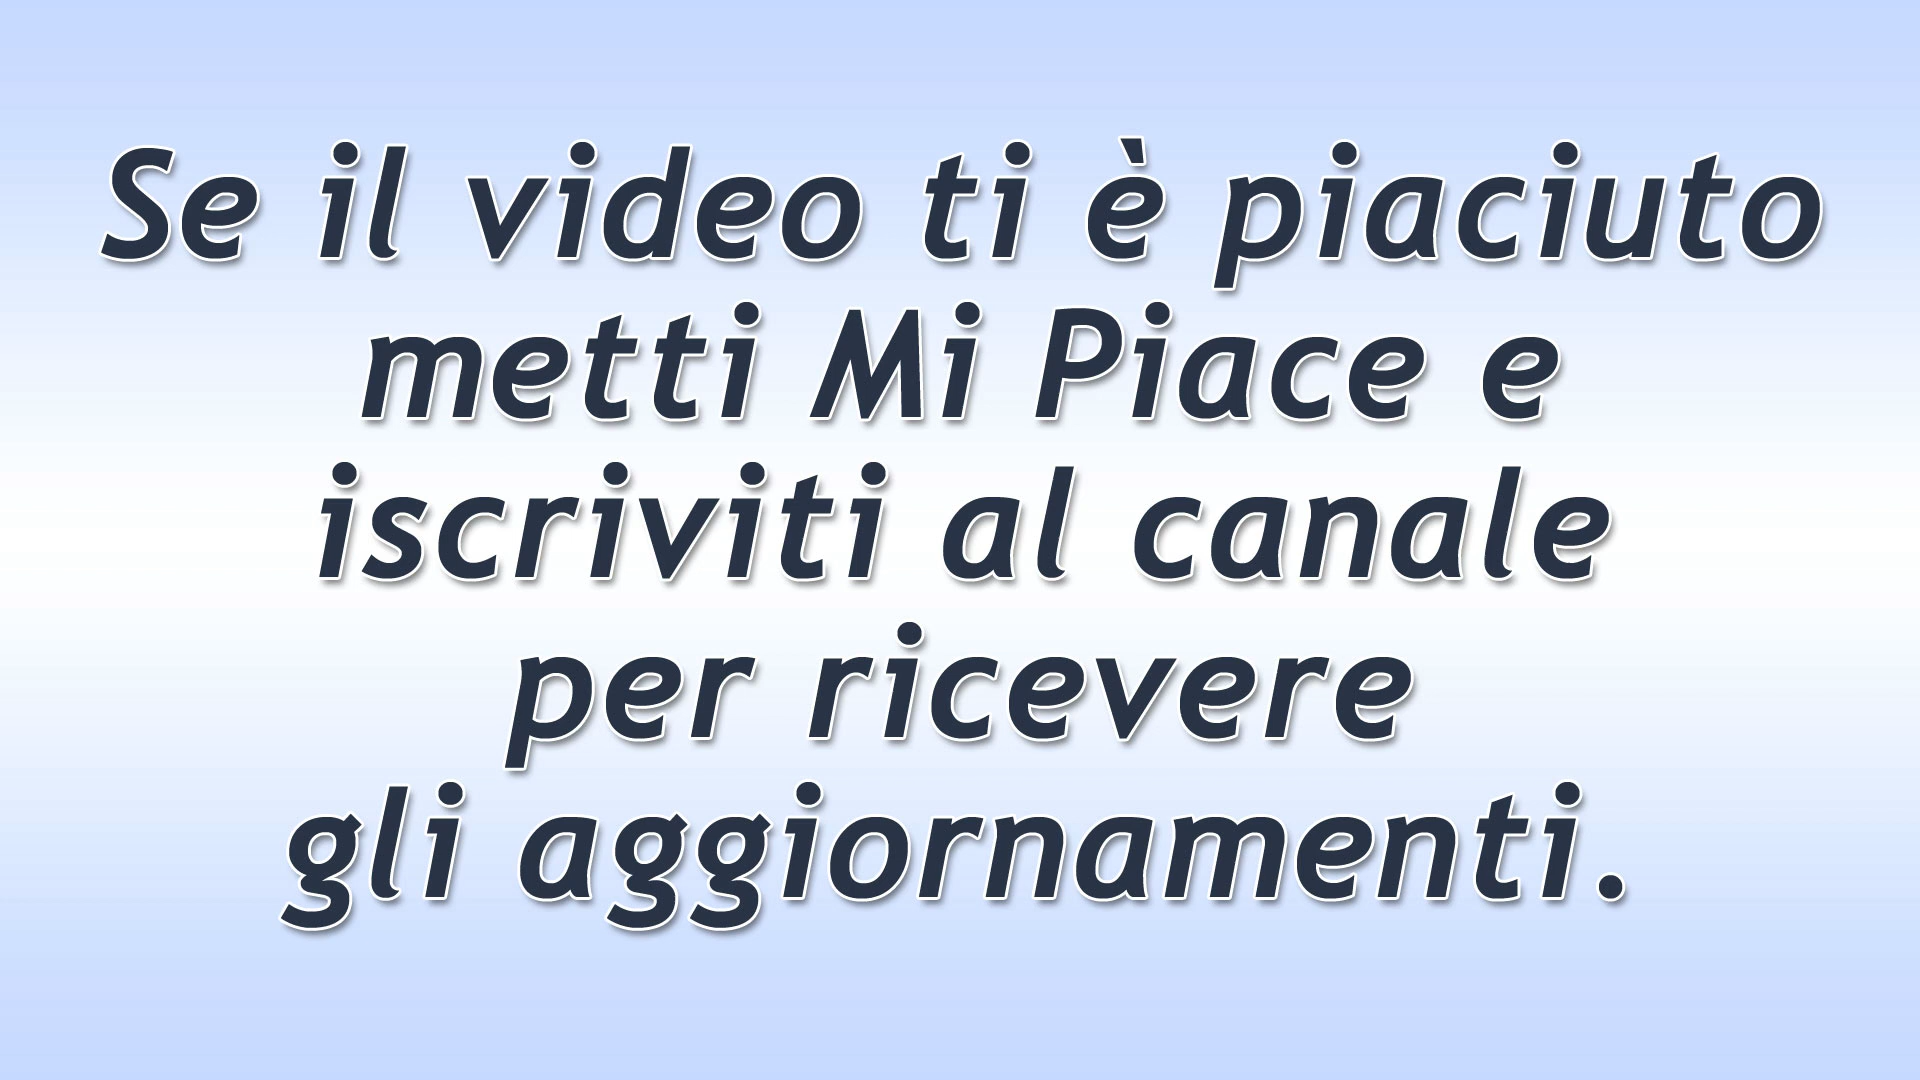 Se il video ti è piaciuto
metti Mi Piace e
iscriviti al canale
per ricevere
gli aggiornamenti.